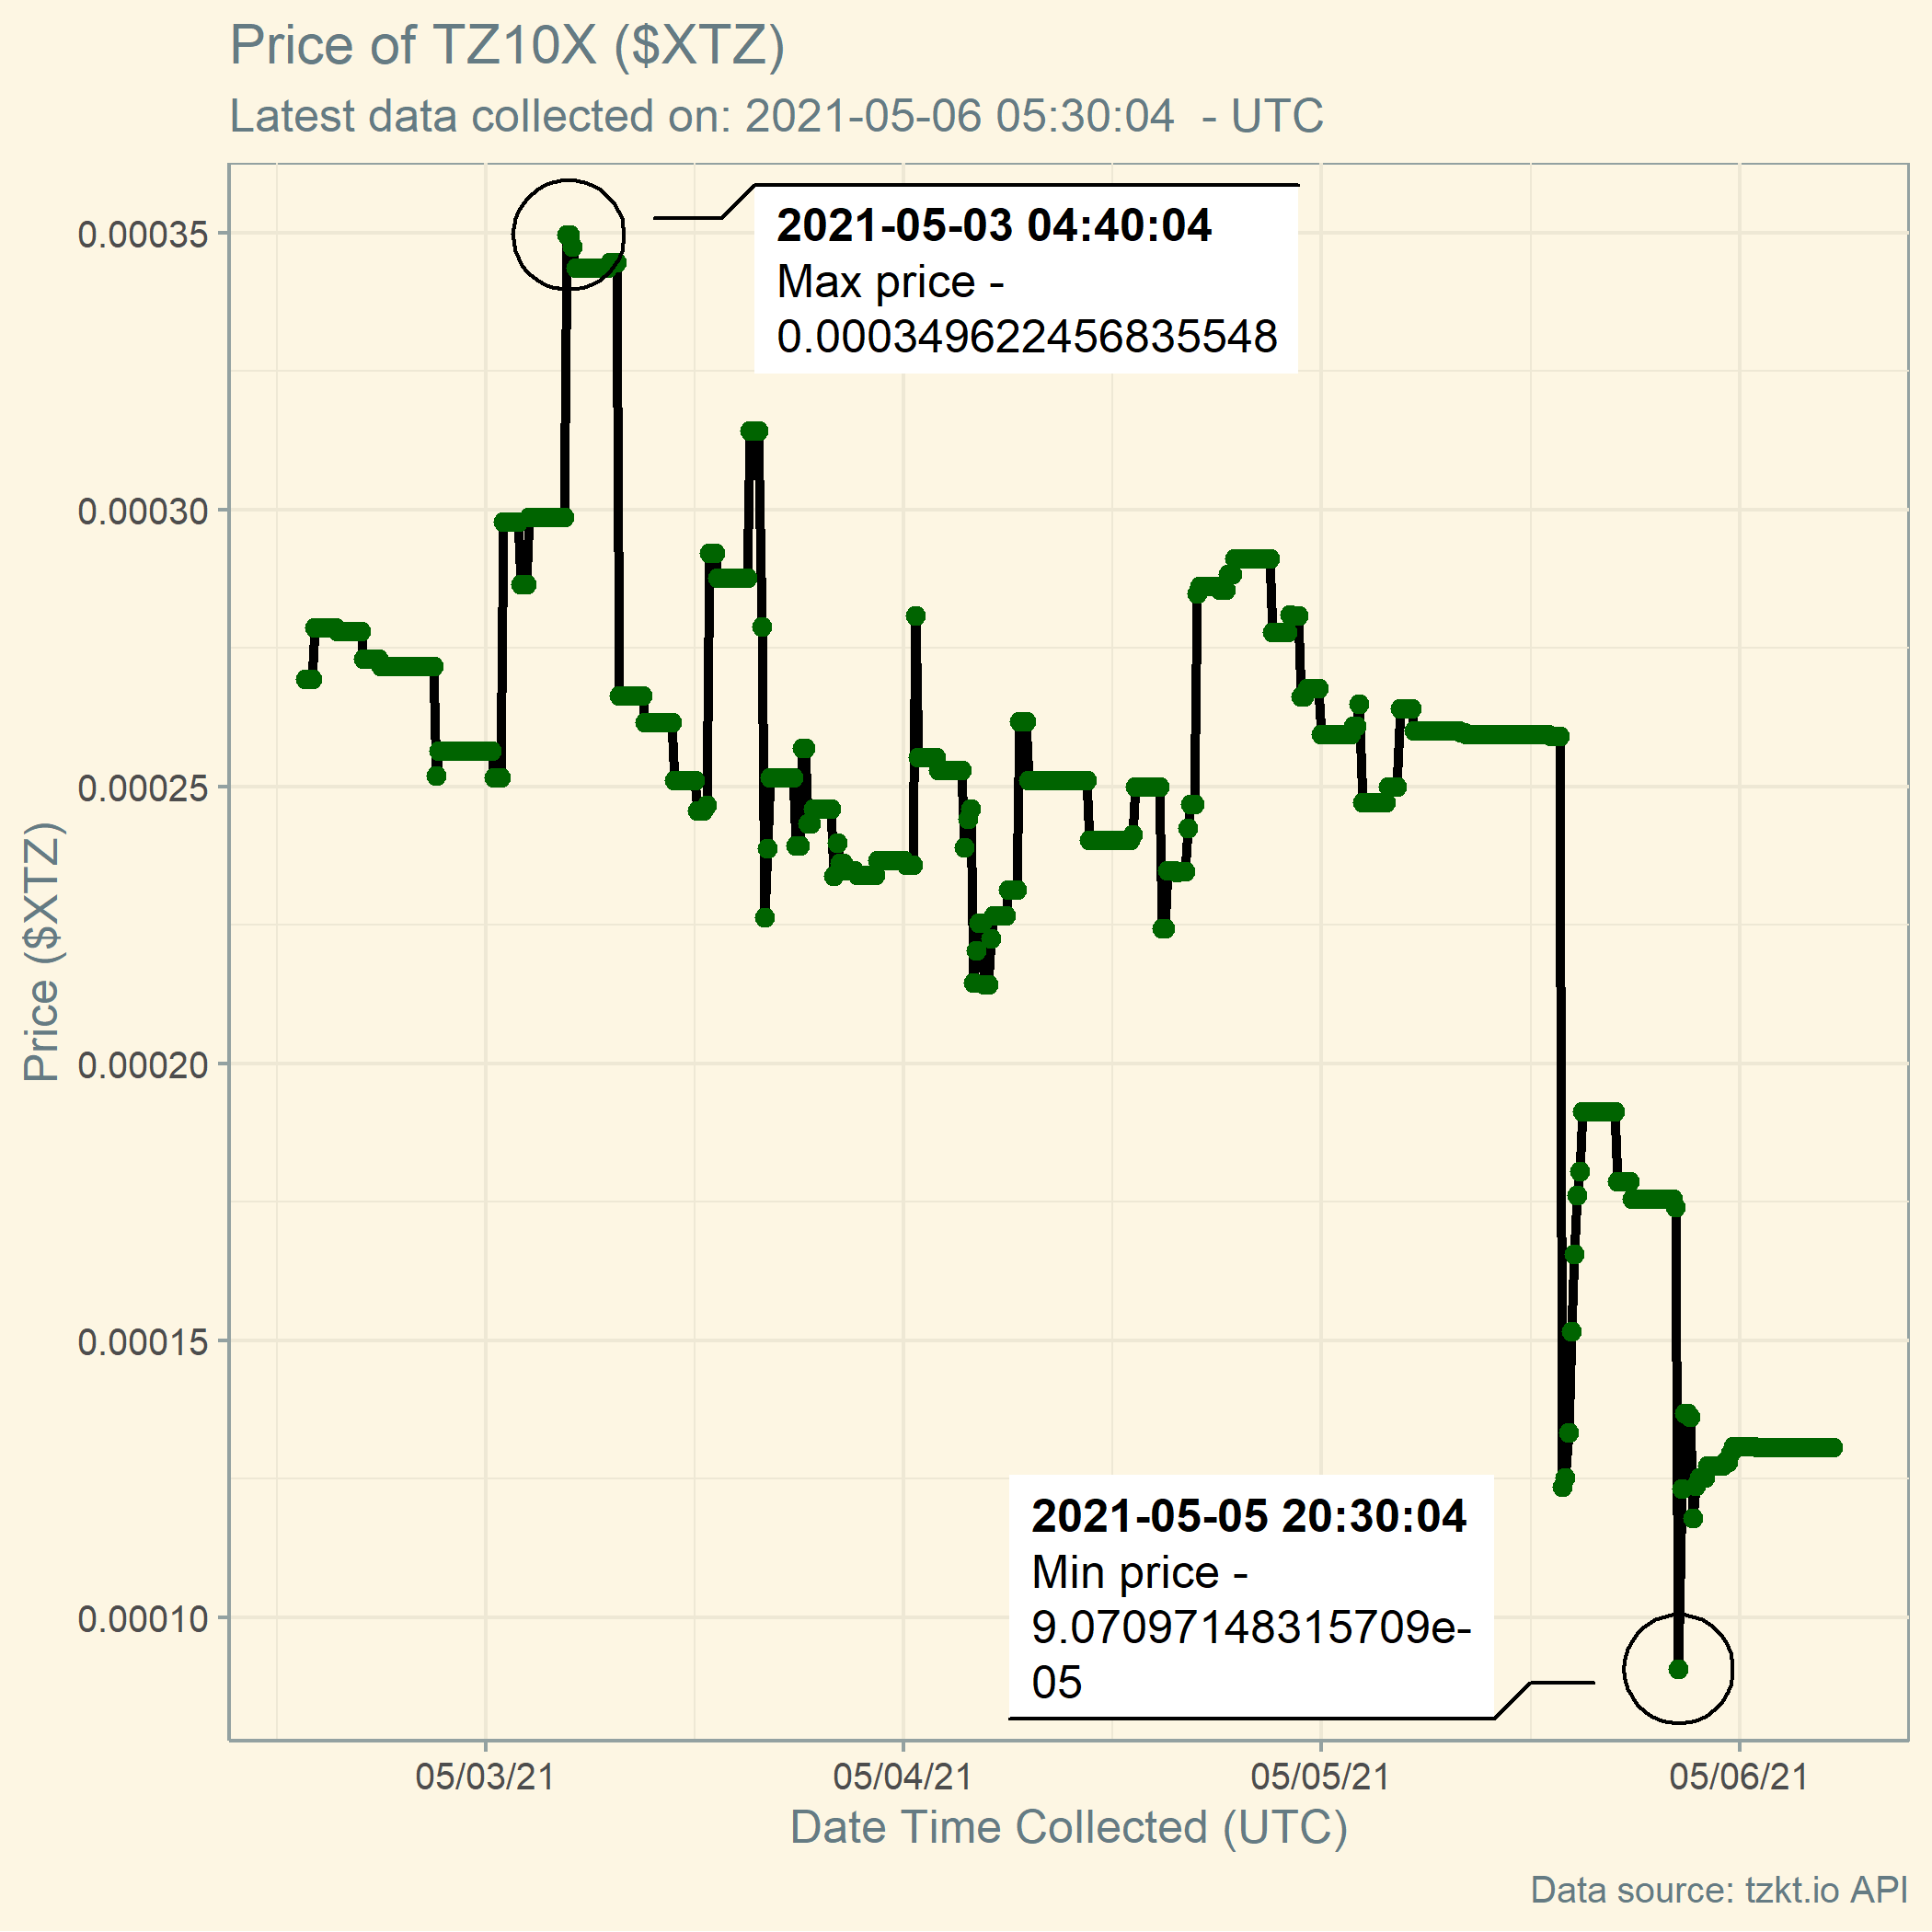 Price of TZ10X ($XTZ)
Latest data collected on: 2021-05-06 05:30:04  - UTC
2021-05-03 04:40:04
Max price -
0.000349622456835548
0.00035
0.00030
0.00025
0.00020
0.00015
0.00010
Price ($XTZ)
2021-05-05 20:30:04
Min price -
9.07097148315709e-
05
05/03/21
05/04/21
05/05/21
05/06/21
Date Time Collected (UTC)
Data source: tzkt.io API